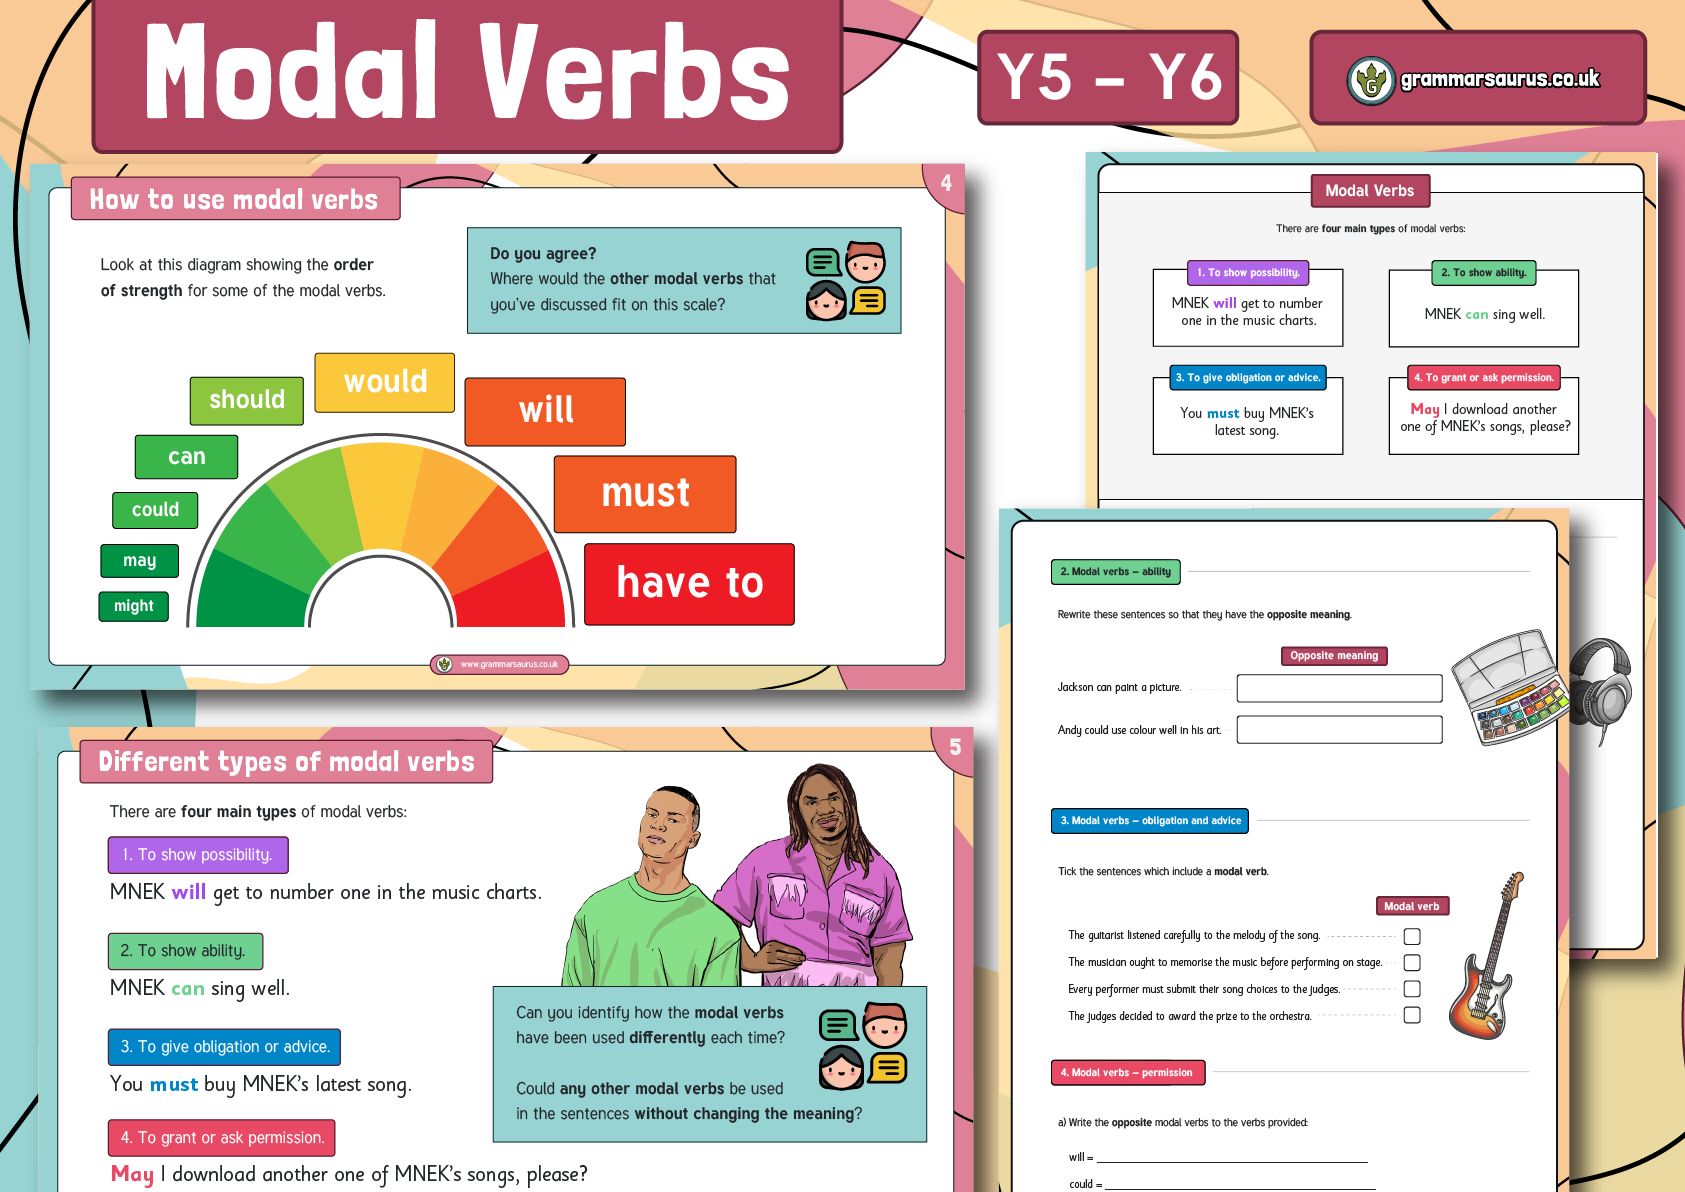 Modal Verbs
Y5 – Y6
grammarsaurus.co.uk
How to use modal verbs
4
Look at this diagram showing the order
of strength for some of the modal verbs.
Do you agree?
Where would the other modal verbs that
you've discussed fit on this scale?
might
may
could
can
should
would
will
must
have to
www.grammarsaurus.co.uk
Different types of modal verbs
5
There are four main types of modal verbs:
1. To show possibility.
MNEK will get to number one in the music charts.
2. To show ability.
MNEK can sing well.
3. To give obligation or advice.
You must buy MNEK's latest song.
4. To grant or ask permission.
May I download another one of MNEK's songs, please?
Can you identify how the modal verbs
have been used differently each time?
Could any other modal verbs be used
in the sentences without changing the meaning?
Modal Verbs
There are four main types of modal verbs:
1. To show possibility.
MNEK will get to number
one in the music charts.
2. To show ability.
MNEK can sing well.
3. To give obligation or advice.
You must buy MNEK's
latest song.
4. To grant or ask permission.
May I download another
one of MNEK's songs, please?
2. Modal verbs – ability
Rewrite these sentences so that they have the opposite meaning.
Opposite meaning
Jackson can paint a picture.
Andy could use colour well in his art.
3. Modal verbs – obligation and advice
Tick the sentences which include a modal verb.
Modal verb
The guitarist listened carefully to the melody of the song.
The musician ought to memorise the music before performing on stage.
Every performer must submit their song choices to the judges.
The judges decided to award the prize to the orchestra.
4. Modal verbs – permission
a) Write the opposite modal verbs to the verbs provided:
will =
could =